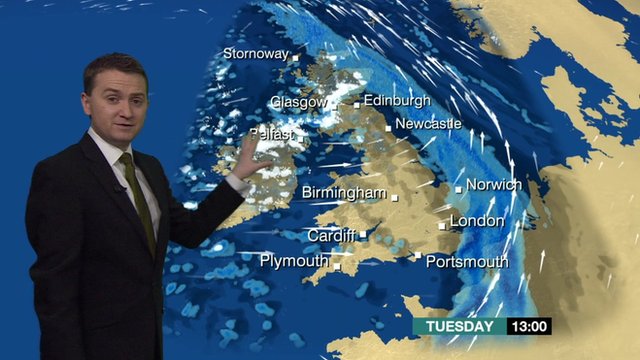 Stornoway
Glasgow
Edinburgh
Belfast
Newcastle
Birmingham
Norwich
London
Cardiff
Plymouth
Portsmouth
TUESDAY 13:00